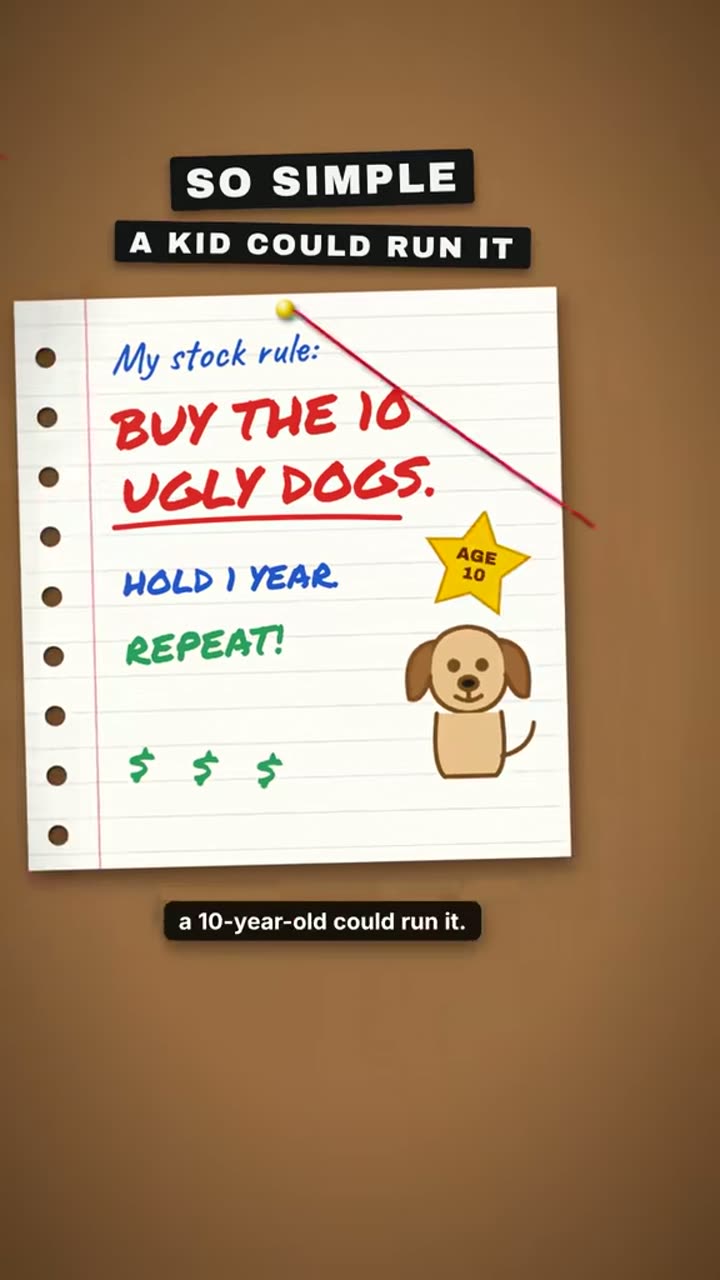 SO SIMPLE
A KID COULD RUN IT
My stock rule:
BUY THE 10
UGLY DOGS.
HOLD 1 YEAR.
REPEAT!
AGE
10
$ $ $
a 10-year-old could run it.